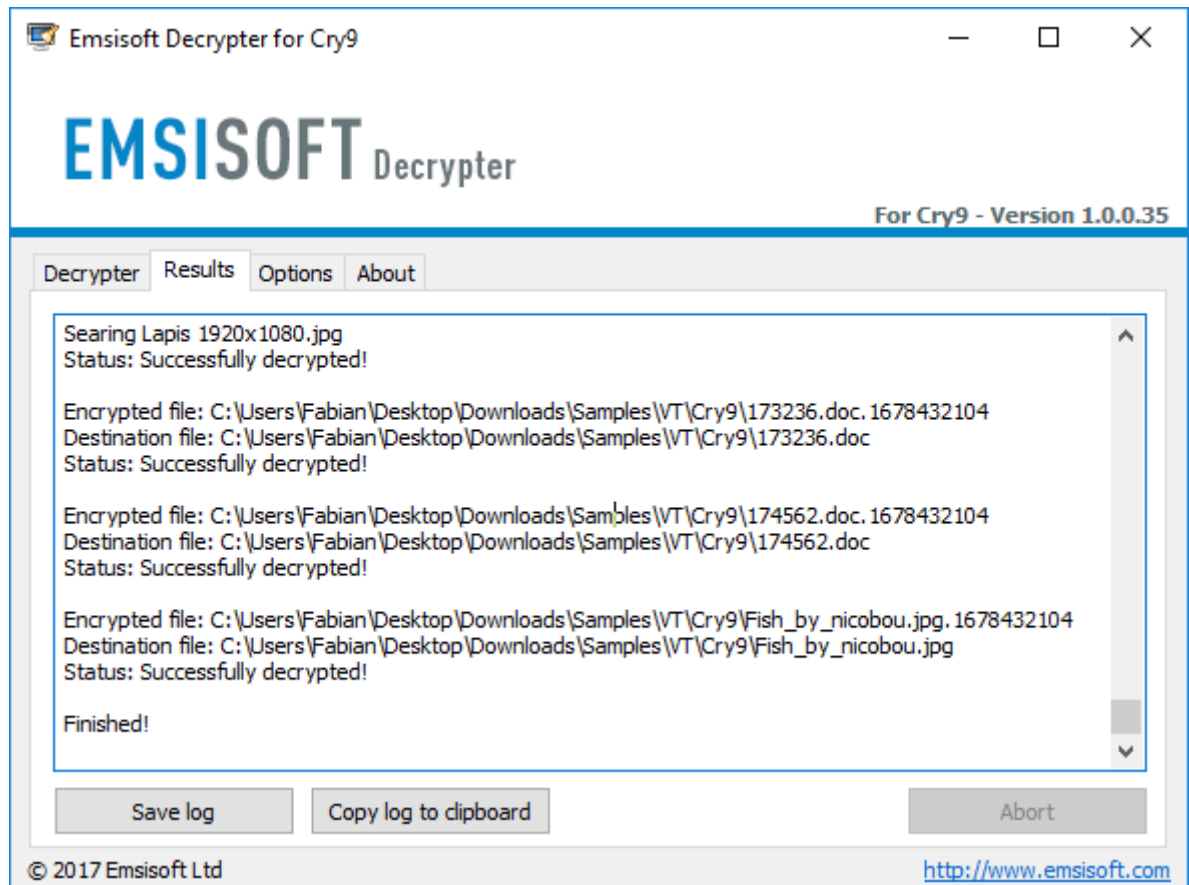 Emsisoft Decrypter for Cry9
EMSISOFT Decrypter
For Cry9 - Version 1.0.0.35
Decrypter Results Options About
Searing Lapis 1920x1080.jpg
Status: Successfully decrypted!
Encrypted file: C:\Users\Fabian\Desktop\Downloads\Samples\VT\Cry9\173236.doc.1678432104
Destination file: C:\Users\Fabian\Desktop\Downloads\Samples\VT\Cry9\173236.doc
Status: Successfully decrypted!
Encrypted file: C:\Users\Fabian\Desktop\Downloads\Samples\VT\Cry9\174562.doc.1678432104
Destination file: C:\Users\Fabian\Desktop\Downloads\Samples\VT\Cry9\174562.doc
Status: Successfully decrypted!
Encrypted file: C:\Users\Fabian\Desktop\Downloads\Samples\VT\Cry9\Fish_by_nicobou.jpg.1678432104
Destination file: C:\Users\Fabian\Desktop\Downloads\Samples\VT\Cry9\Fish_by_nicobou.jpg
Status: Successfully decrypted!
Finished!
Save log Copy log to clipboard Abort
© 2017 Emsisoft Ltd http://www.emsisoft.com